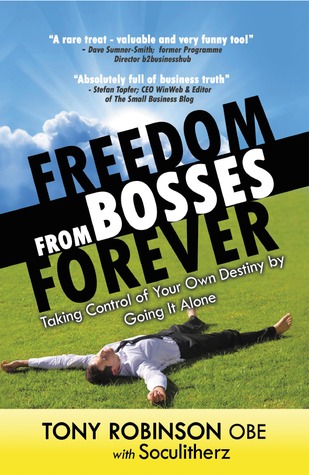 "A rare treat - valuable and very funny too!"
- Dave Sumner-Smith; former Programme
Director b2businesshub
"Absolutely full of business truth"
- Stefan Topfer; CEO WinWeb & Editor
of The Small Business Blog
FREEDOM
FROM BOSSES
FOREVER
Taking Control of Your Own Destiny by
Going It Alone
TONY ROBINSON OBE
with Soculitherz